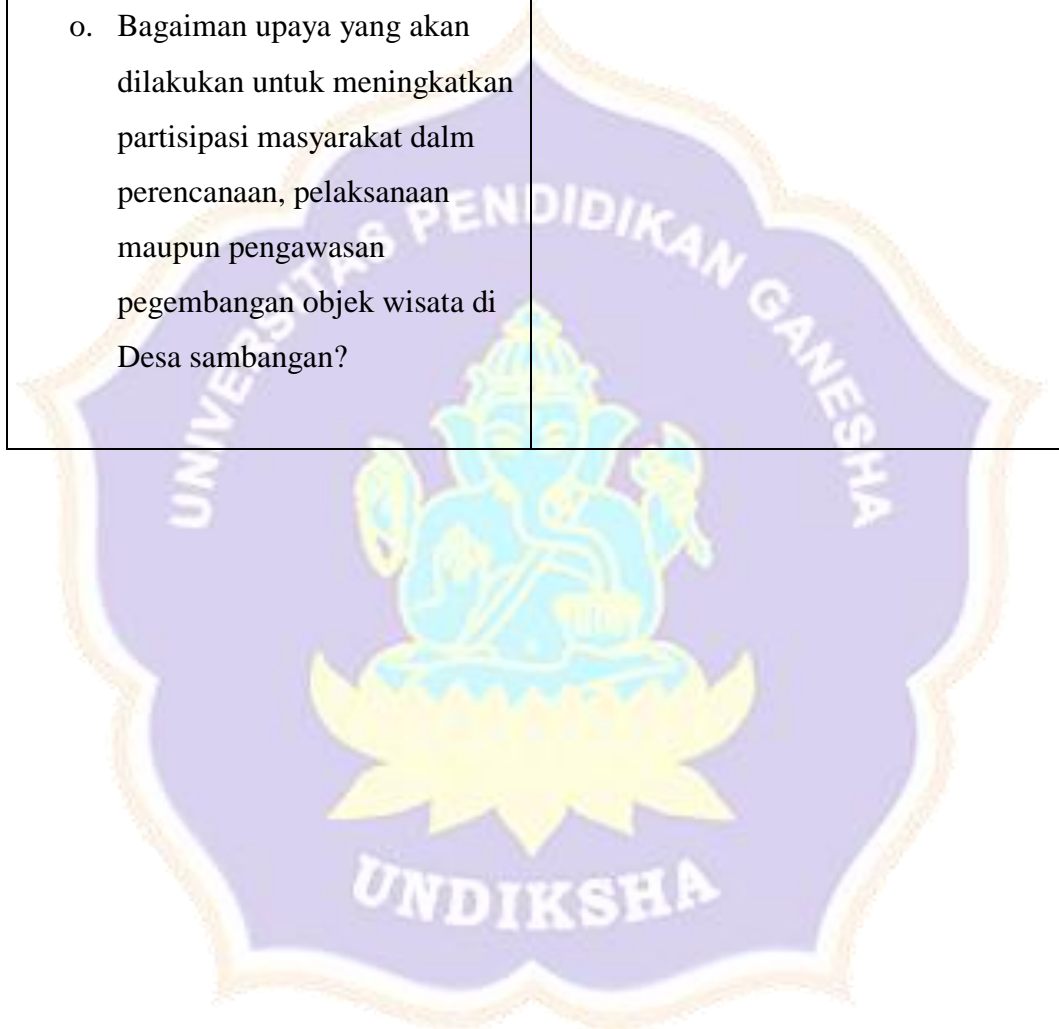 o. Bagaiman upaya yang akan
dilakukan untuk meningkatkan
partisipasi masyarakat dalm
perencanaan, pelaksanaan
maupun pengawasan
pegembangan objek wisata di
Desa sambangan?
UNIVERSITAS PENDIDIKAN GANESHA
UNDIKSHA